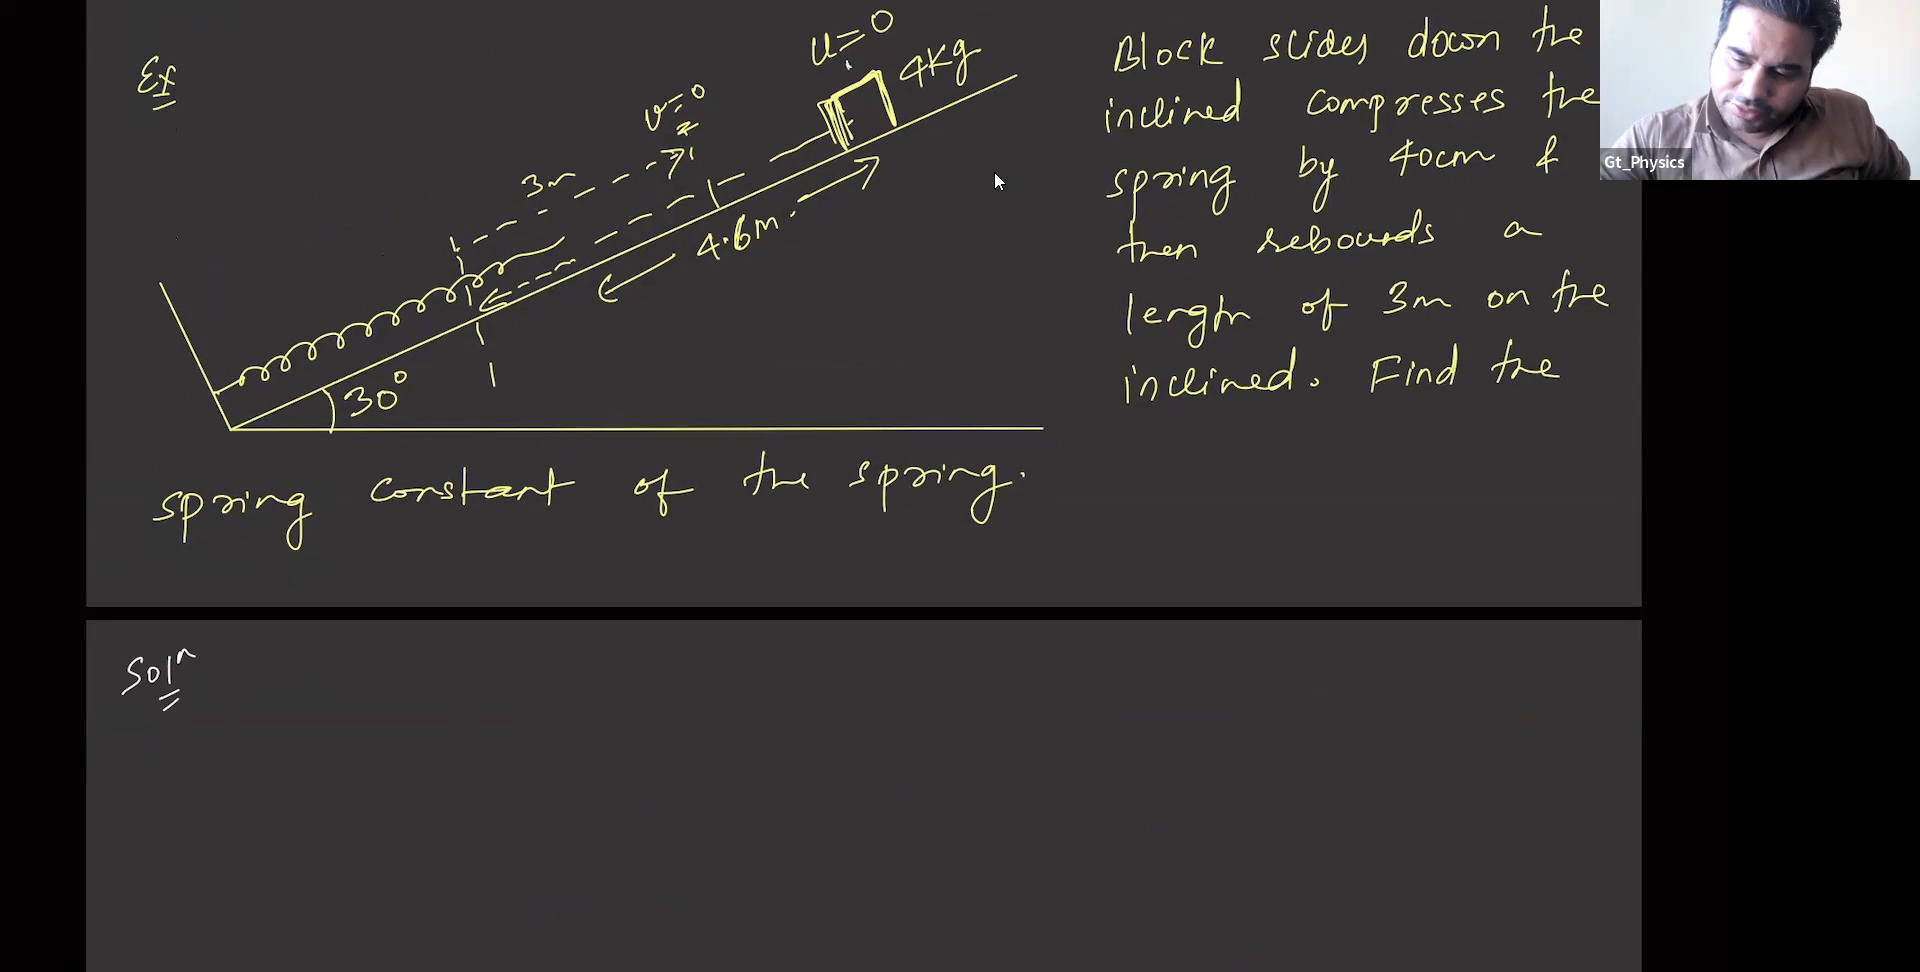 Ex
u=0
4kg
v=0
3m
4.6m
30°
Block slides down the
inclined compresses the
spring by 40cm &
then rebounds a
length of 3m on the
inclined. Find the
spring constant of the spring.
Gt_Physics
Solⁿ